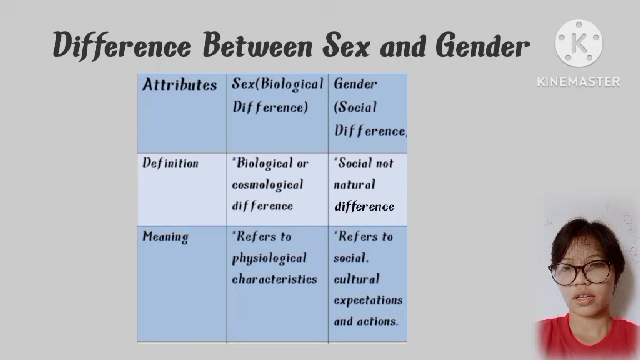 Difference Between Sex and Gender
KINEMASTER
Attributes
Sex(Biological
Difference)
Gender
(Social
Difference,
Definition
*Biological or
cosmological
difference
*Social not
natural
difference
Meaning
*Refers to
physiological
characteristics
*Refers to
social,
cultural
expectations
and actions.